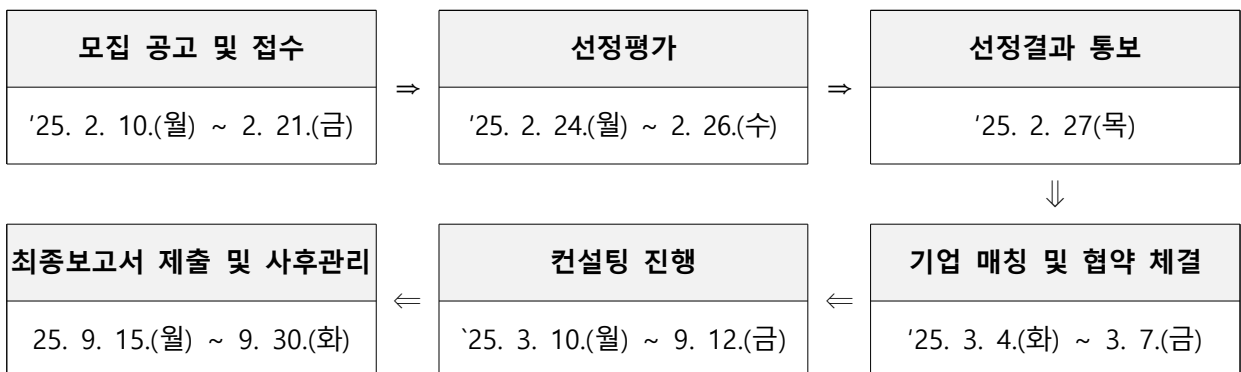 모집 공고 및 접수
'25. 2. 10.(월) ~ 2. 21.(금)
⇒
선정평가
'25. 2. 24.(월) ~ 2. 26.(수)
⇒
선정결과 통보
'25. 2. 27(목)
⇓
기업 매칭 및 협약 체결
'25. 3. 4.(화) ~ 3. 7.(금)
⇐
컨설팅 진행
`25. 3. 10.(월) ~ 9. 12.(금)
⇐
최종보고서 제출 및 사후관리
25. 9. 15.(월) ~ 9. 30.(화)